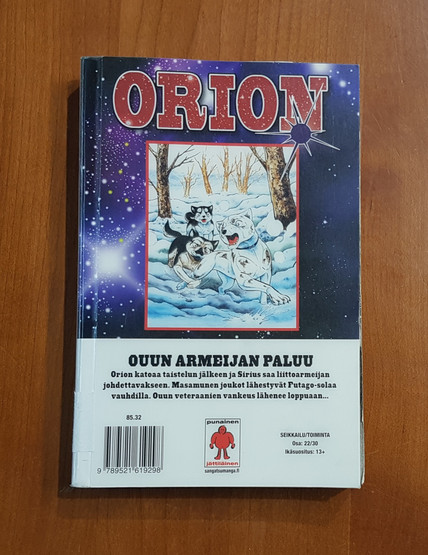 ORION
OUUN ARMEIJAN PALUU
Orion katoaa taistelun jälkeen ja Sirius saa liittoarmeijan
johdettavakseen. Masamunen joukot lähestyvät Futago-solaa
vauhdilla. Ouun veteraanien vankeus lähenee loppuaan...
85.32
9 789521 619298
punainen
jättiläinen
sangatsumanga.fi
SEIKKAILU/TOIMINTA
Osa: 22/30
Ikäsuositus: 13+